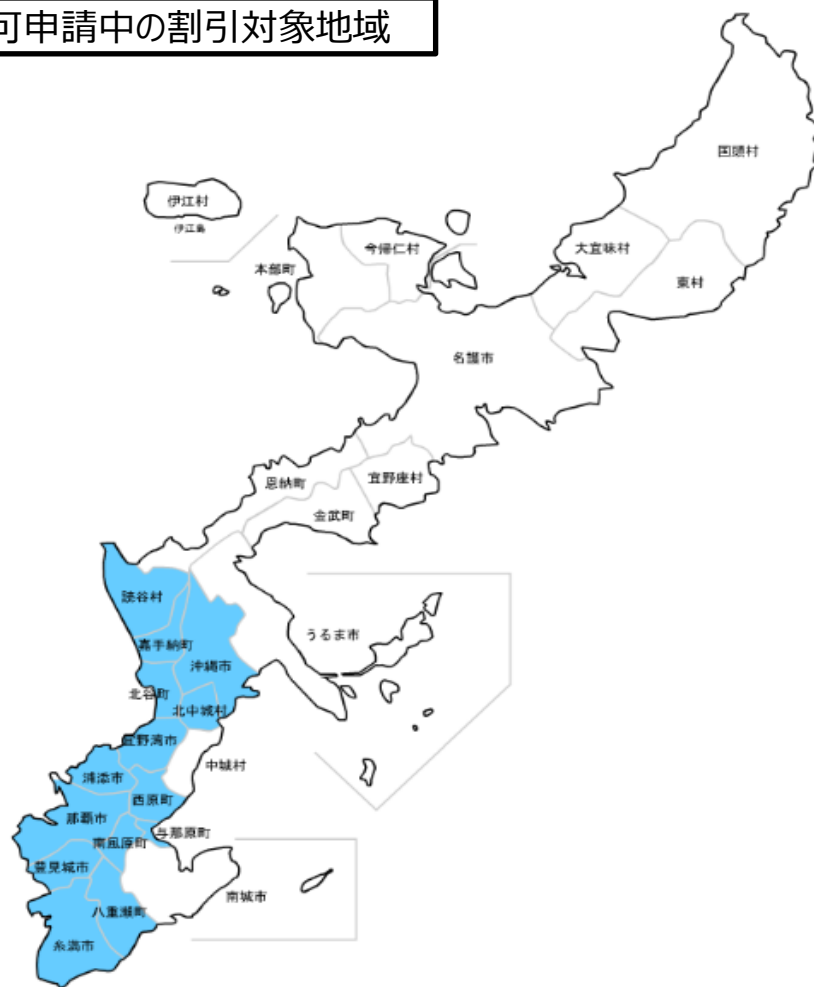 可申請中の割引対象地域
国頭村
伊江村
伊江島
今帰仁村
大宜味村
本部町
東村
名護市
恩納町
宜野座村
金武町
読谷村
うるま市
嘉手納町
沖縄市
北谷町
北中城村
宜野湾市
中城村
浦添市
西原町
那覇市
与那原町
南風原町
豊見城市
南城市
八重瀬町
糸満市